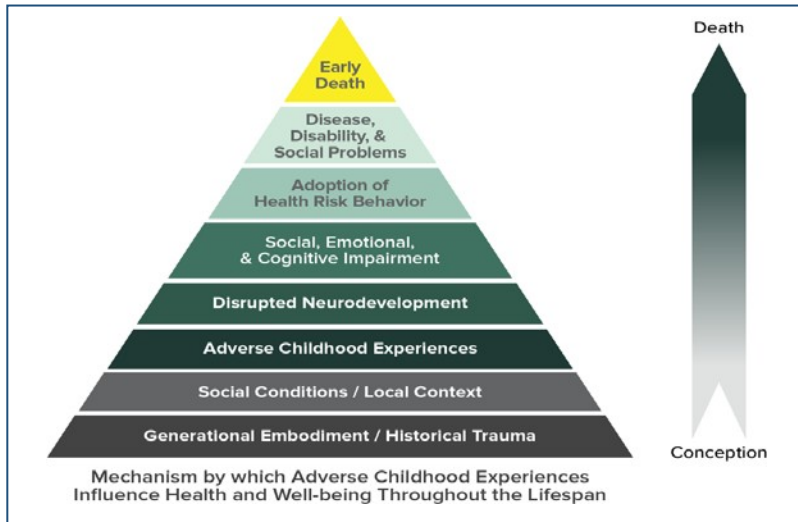 Death
Early
Death
Disease,
Disability, &
Social Problems
Adoption of
Health Risk Behavior
Social, Emotional,
& Cognitive Impairment
Disrupted Neurodevelopment
Adverse Childhood Experiences
Social Conditions / Local Context
Generational Embodiment / Historical Trauma
Conception
Mechanism by which Adverse Childhood Experiences
Influence Health and Well-being Throughout the Lifespan